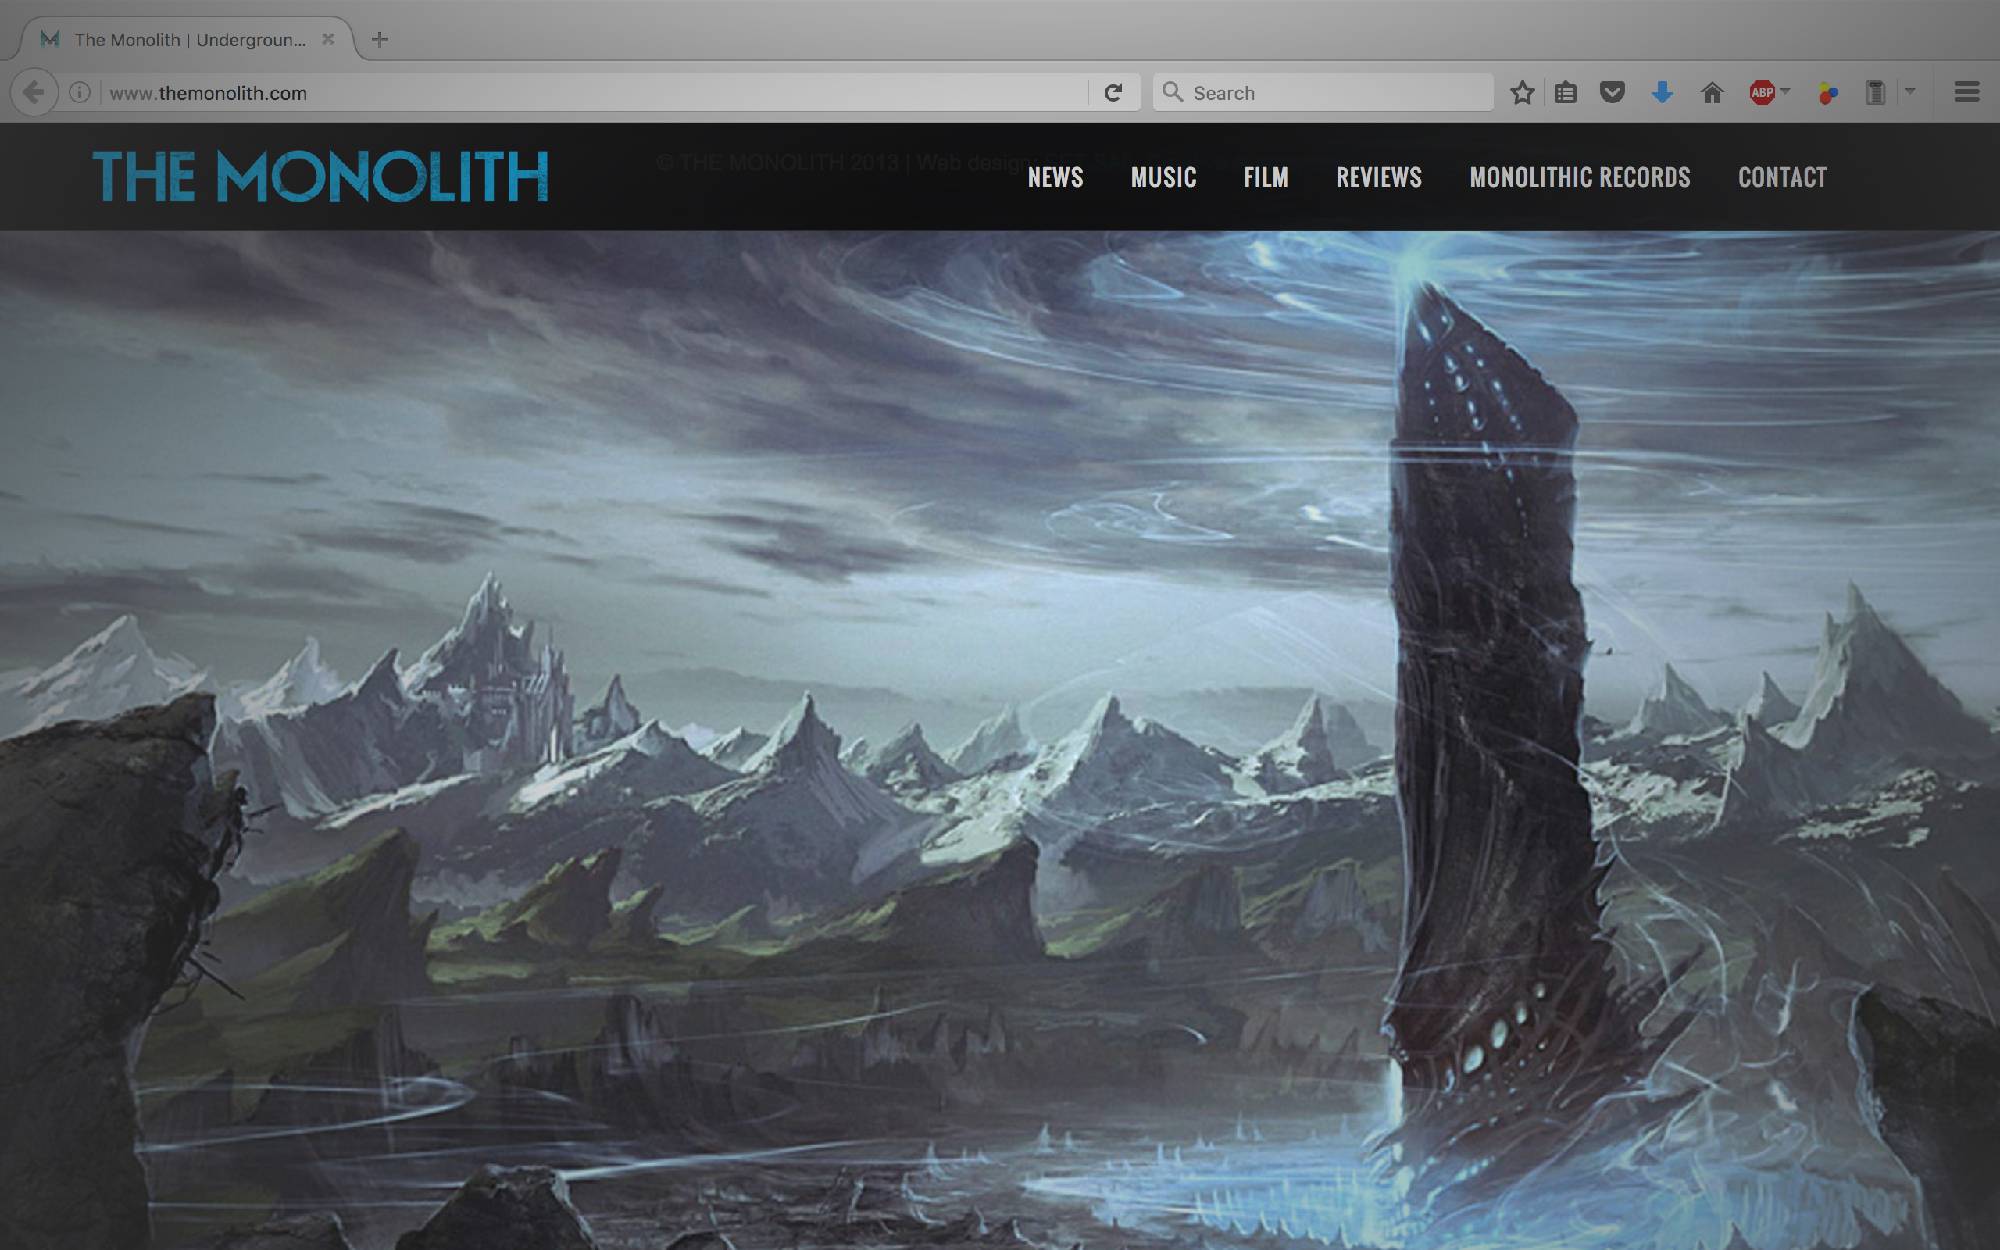 The Monolith | Undergroun...
www.themonolith.com
Search
ABP
THE MONOLITH
© THE MONOLITH 2013 | Web design:
NEWS
MUSIC
FILM
REVIEWS
MONOLITHIC RECORDS
CONTACT